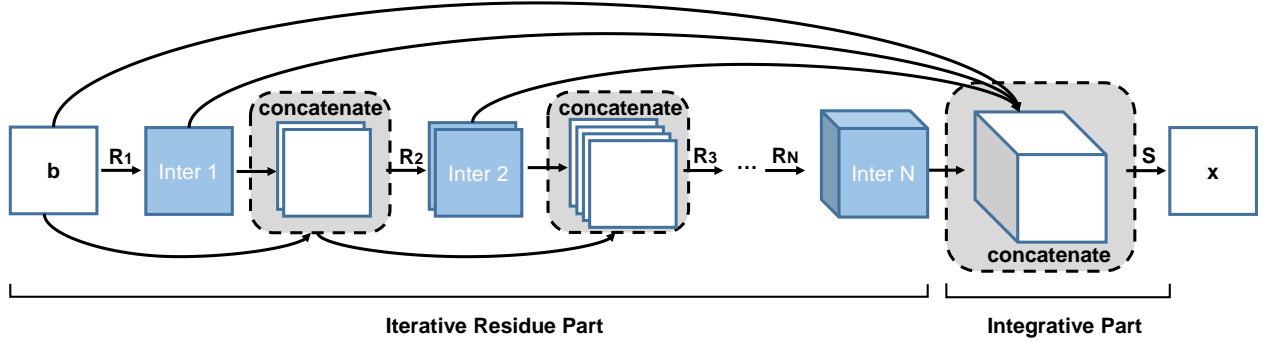 concatenate
concatenate
b
R1
Inter 1
R2
Inter 2
R3
...
RN
Inter N
S
x
concatenate
Iterative Residue Part
Integrative Part